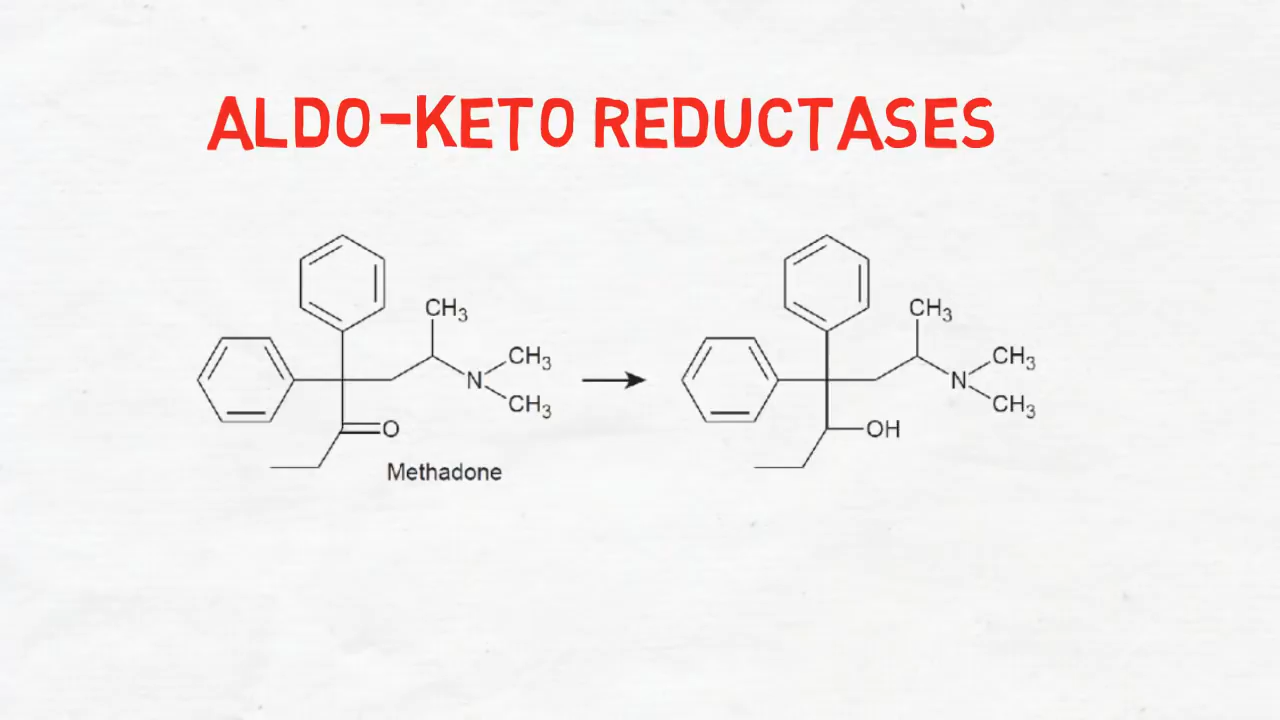 ALDO-KETO REDUCTASES
CH₃
CH₃
N
CH₃
O
Methadone
CH₃
CH₃
N
CH₃
OH